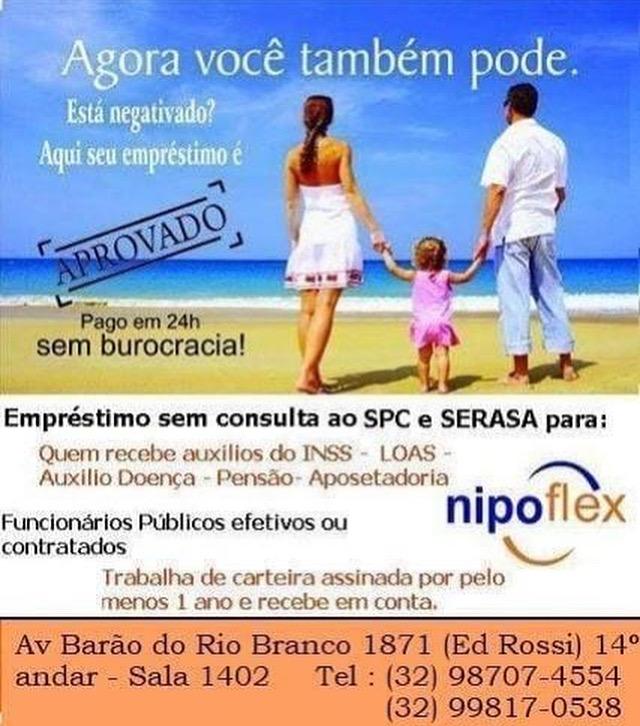 Agora você também pode.
Está negativado?
Aqui seu empréstimo é
APROVADO
Pago em 24h
sem burocracia!
Empréstimo sem consulta ao SPC e SERASA para:
Quem recebe auxilios do INSS - LOAS -
Auxilio Doença - Pensão- Aposetadoria
nipoflex
Funcionários Públicos efetivos ou
contratados
Trabalha de carteira assinada por pelo
menos 1 ano e recebe em conta.
Av Barão do Rio Branco 1871 (Ed Rossi) 14º
andar - Sala 1402 Tel : (32) 98707-4554
(32) 99817-0538